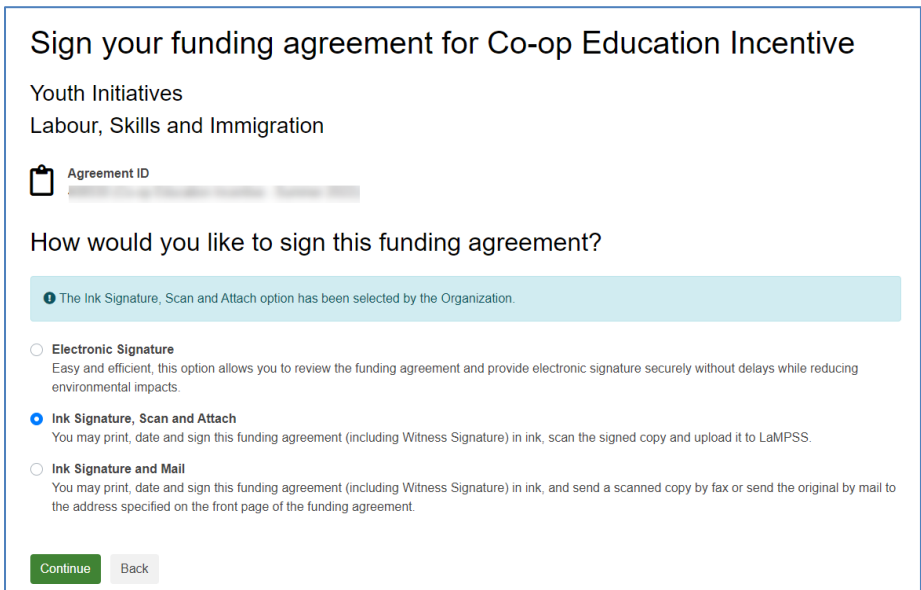 Sign your funding agreement for Co-op Education Incentive
Youth Initiatives
Labour, Skills and Immigration
Agreement ID
How would you like to sign this funding agreement?
The Ink Signature, Scan and Attach option has been selected by the Organization.
Electronic Signature
Easy and efficient, this option allows you to review the funding agreement and provide electronic signature securely without delays while reducing
environmental impacts.
Ink Signature, Scan and Attach
You may print, date and sign this funding agreement (including Witness Signature) in ink, scan the signed copy and upload it to LaMPSS.
Ink Signature and Mail
You may print, date and sign this funding agreement (including Witness Signature) in ink, and send a scanned copy by fax or send the original by mail to
the address specified on the front page of the funding agreement.
Continue Back